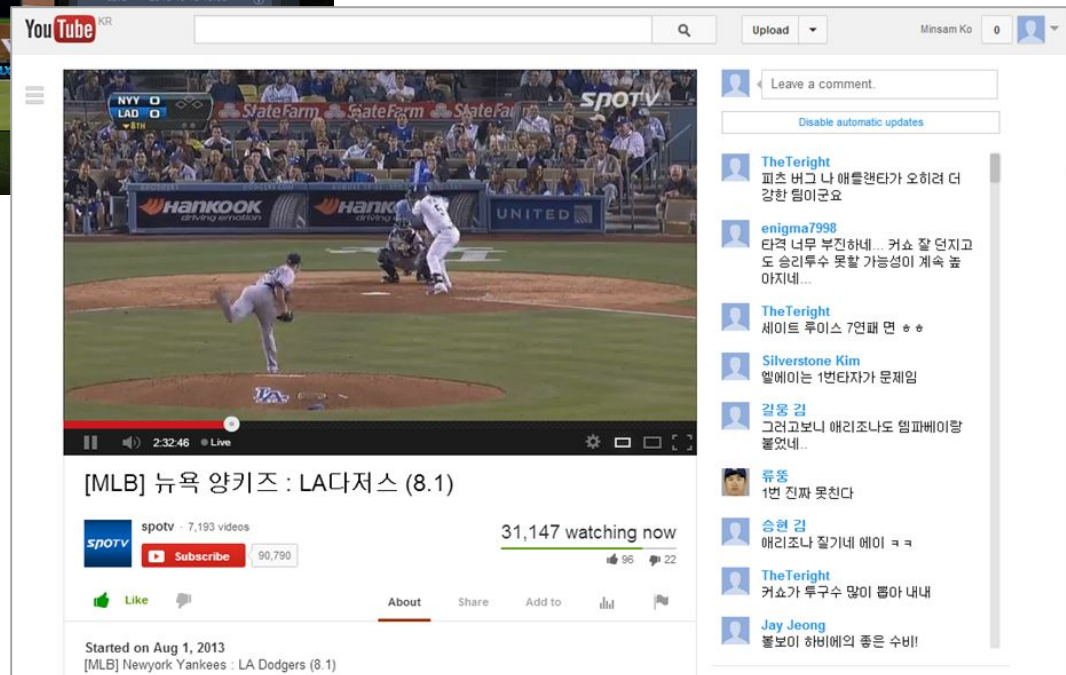 You Tube KR
Upload
Minsam Ko
0
NYY 0
LAD 0
8TH
StateFarm StateFarm StateFar
SPOTV
HANKOOK
driving emotion
HANK
driving
UNITED
5
LA
2:32:46 Live
[MLB] 뉴욕 양키즈 : LA다저스 (8.1)
SPOTV
spotv · 7,193 videos
Subscribe 90,790
31,147 watching now
96 22
Like
About Share Add to
Started on Aug 1, 2013
[MLB] Newyork Yankees : LA Dodgers (8.1)
Leave a comment.
Disable automatic updates
TheTeright
피츠 버그 나 애틀랜타가 오히려 더
강한 팀이군요
enigma7998
타격 너무 부진하네... 커쇼 잘 던지고
도 승리투수 못할 가능성이 계속 높
아지네...
TheTeright
세이트 루이스 7연패 면 ㅎㅎ
Silverstone Kim
엘에이는 1번타자가 문제임
길웅 김
그러고보니 애리조나도 템파베이랑
붙었네..
류뚱
1번 진짜 못친다
승현 김
애리조나 질기네 에이 ㅋㅋ
TheTeright
커쇼가 투구수 많이 뽑아 내내
Jay Jeong
볼보이 하비에의 좋은 수비!